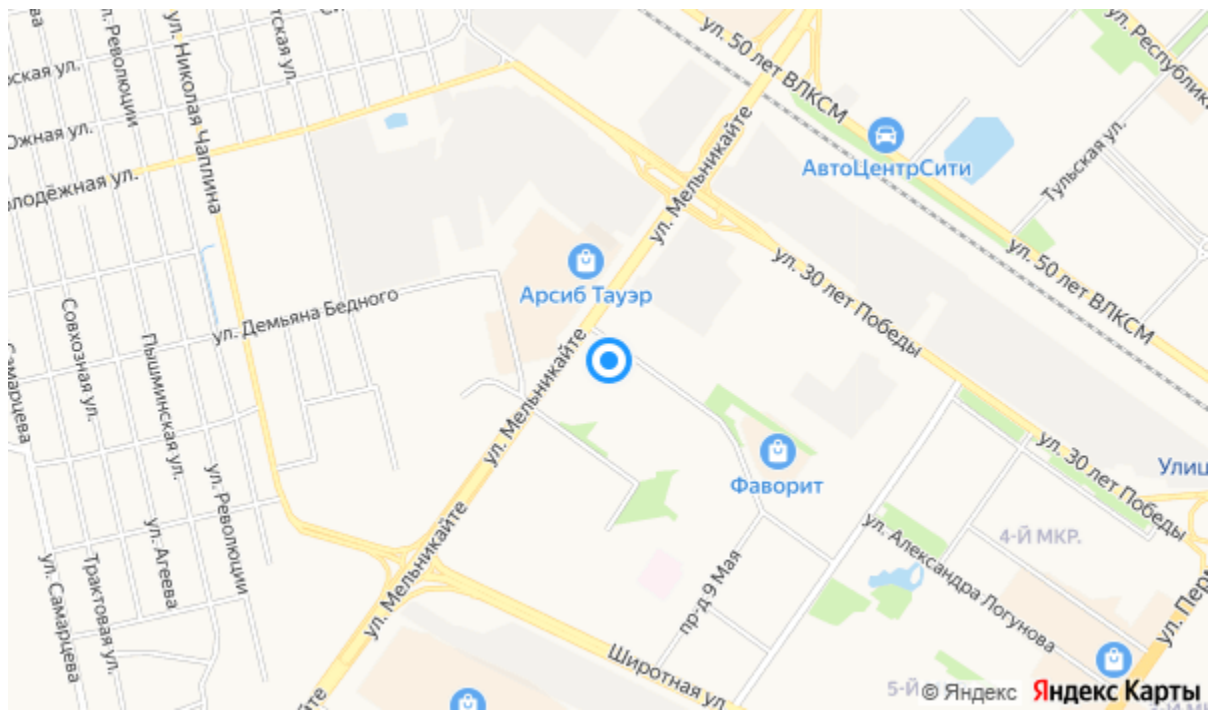 ул. Революции
ул. Николая Чаплина
ул. 50 лет ВЛКСМ
ул. Республики
Южная ул.
ул. Мельникайте
АвтоЦентрСити
Тульская ул.
ул. 50 лет ВЛКСМ
Арсиб Тауэр
ул. 30 лет Победы
ул. Демьяна Бедного
Совхозная ул.
Пышминская ул.
Самарцева
ул. Мельникайте
Фаворит
ул. 30 лет Победы
Улиц
ул. Революции
ул. Агеева
ул. Александра Логунова
4-Й МКР.
ул. Самарцева
Трактовая ул.
ул. Мельникайте
пр-д 9 Мая
Широтная ул.
5-Й
© Яндекс Яндекс Карты